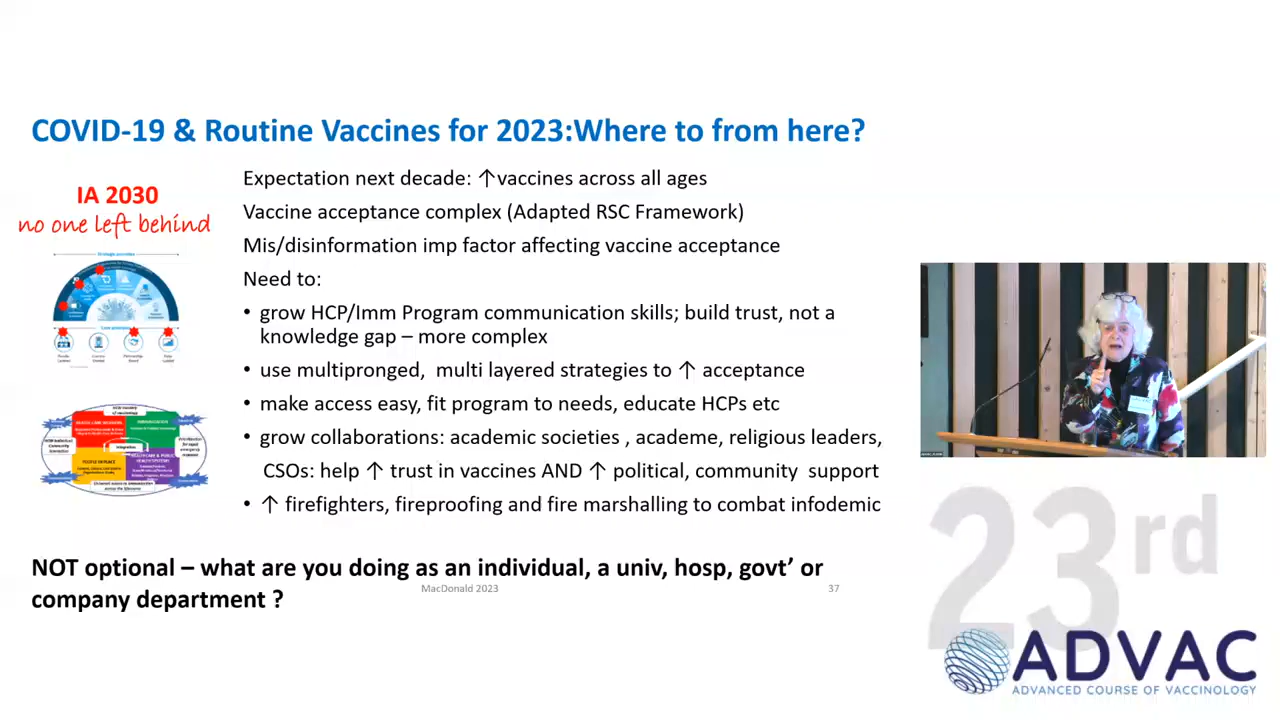 COVID-19 & Routine Vaccines for 2023:Where to from here?
IA 2030
no one left behind
Expectation next decade: ↑vaccines across all ages
Vaccine acceptance complex (Adapted RSC Framework)
Mis/disinformation imp factor affecting vaccine acceptance
Need to:
• grow HCP/Imm Program communication skills; build trust, not a
knowledge gap – more complex
• use multipronged, multi layered strategies to ↑ acceptance
• make access easy, fit program to needs, educate HCPs etc
• grow collaborations: academic societies , academe, religious leaders,
CSOs: help ↑ trust in vaccines AND ↑ political, community support
• ↑ firefighters, fireproofing and fire marshalling to combat infodemic
NOT optional – what are you doing as an individual, a univ, hosp, govt’ or
company department ?
MacDonald 2023
37
23rd
ADVAC
ADVANCED COURSE OF VACCINOLOGY